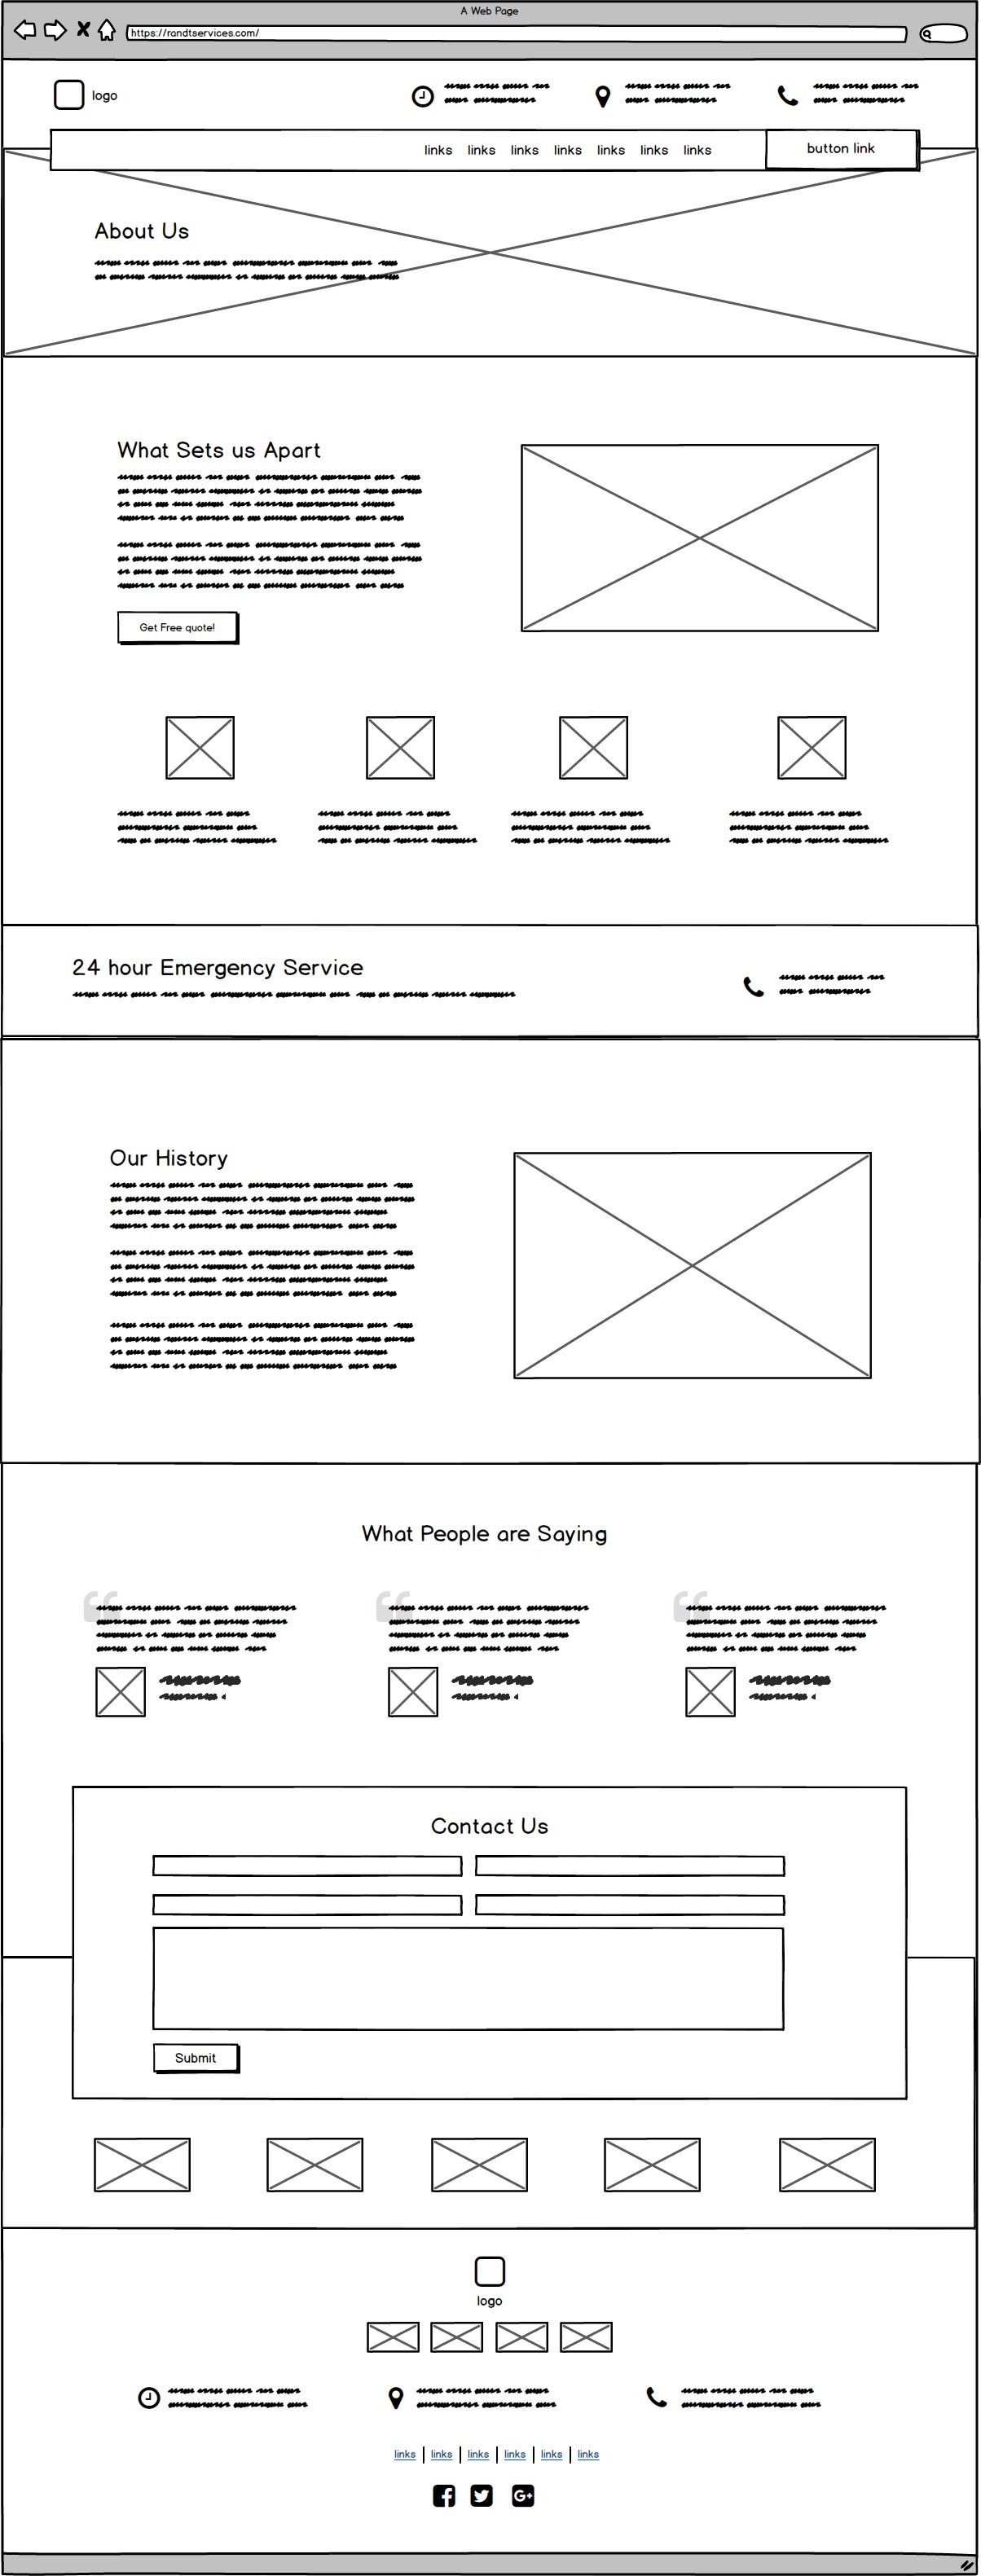 A Web Page
https://randtservices.com/
logo
links links links links links links links button link
About Us
What Sets us Apart
Get Free quote!
24 hour Emergency Service
Our History
What People are Saying
Contact Us
Submit
logo
links | links | links | links | links | links